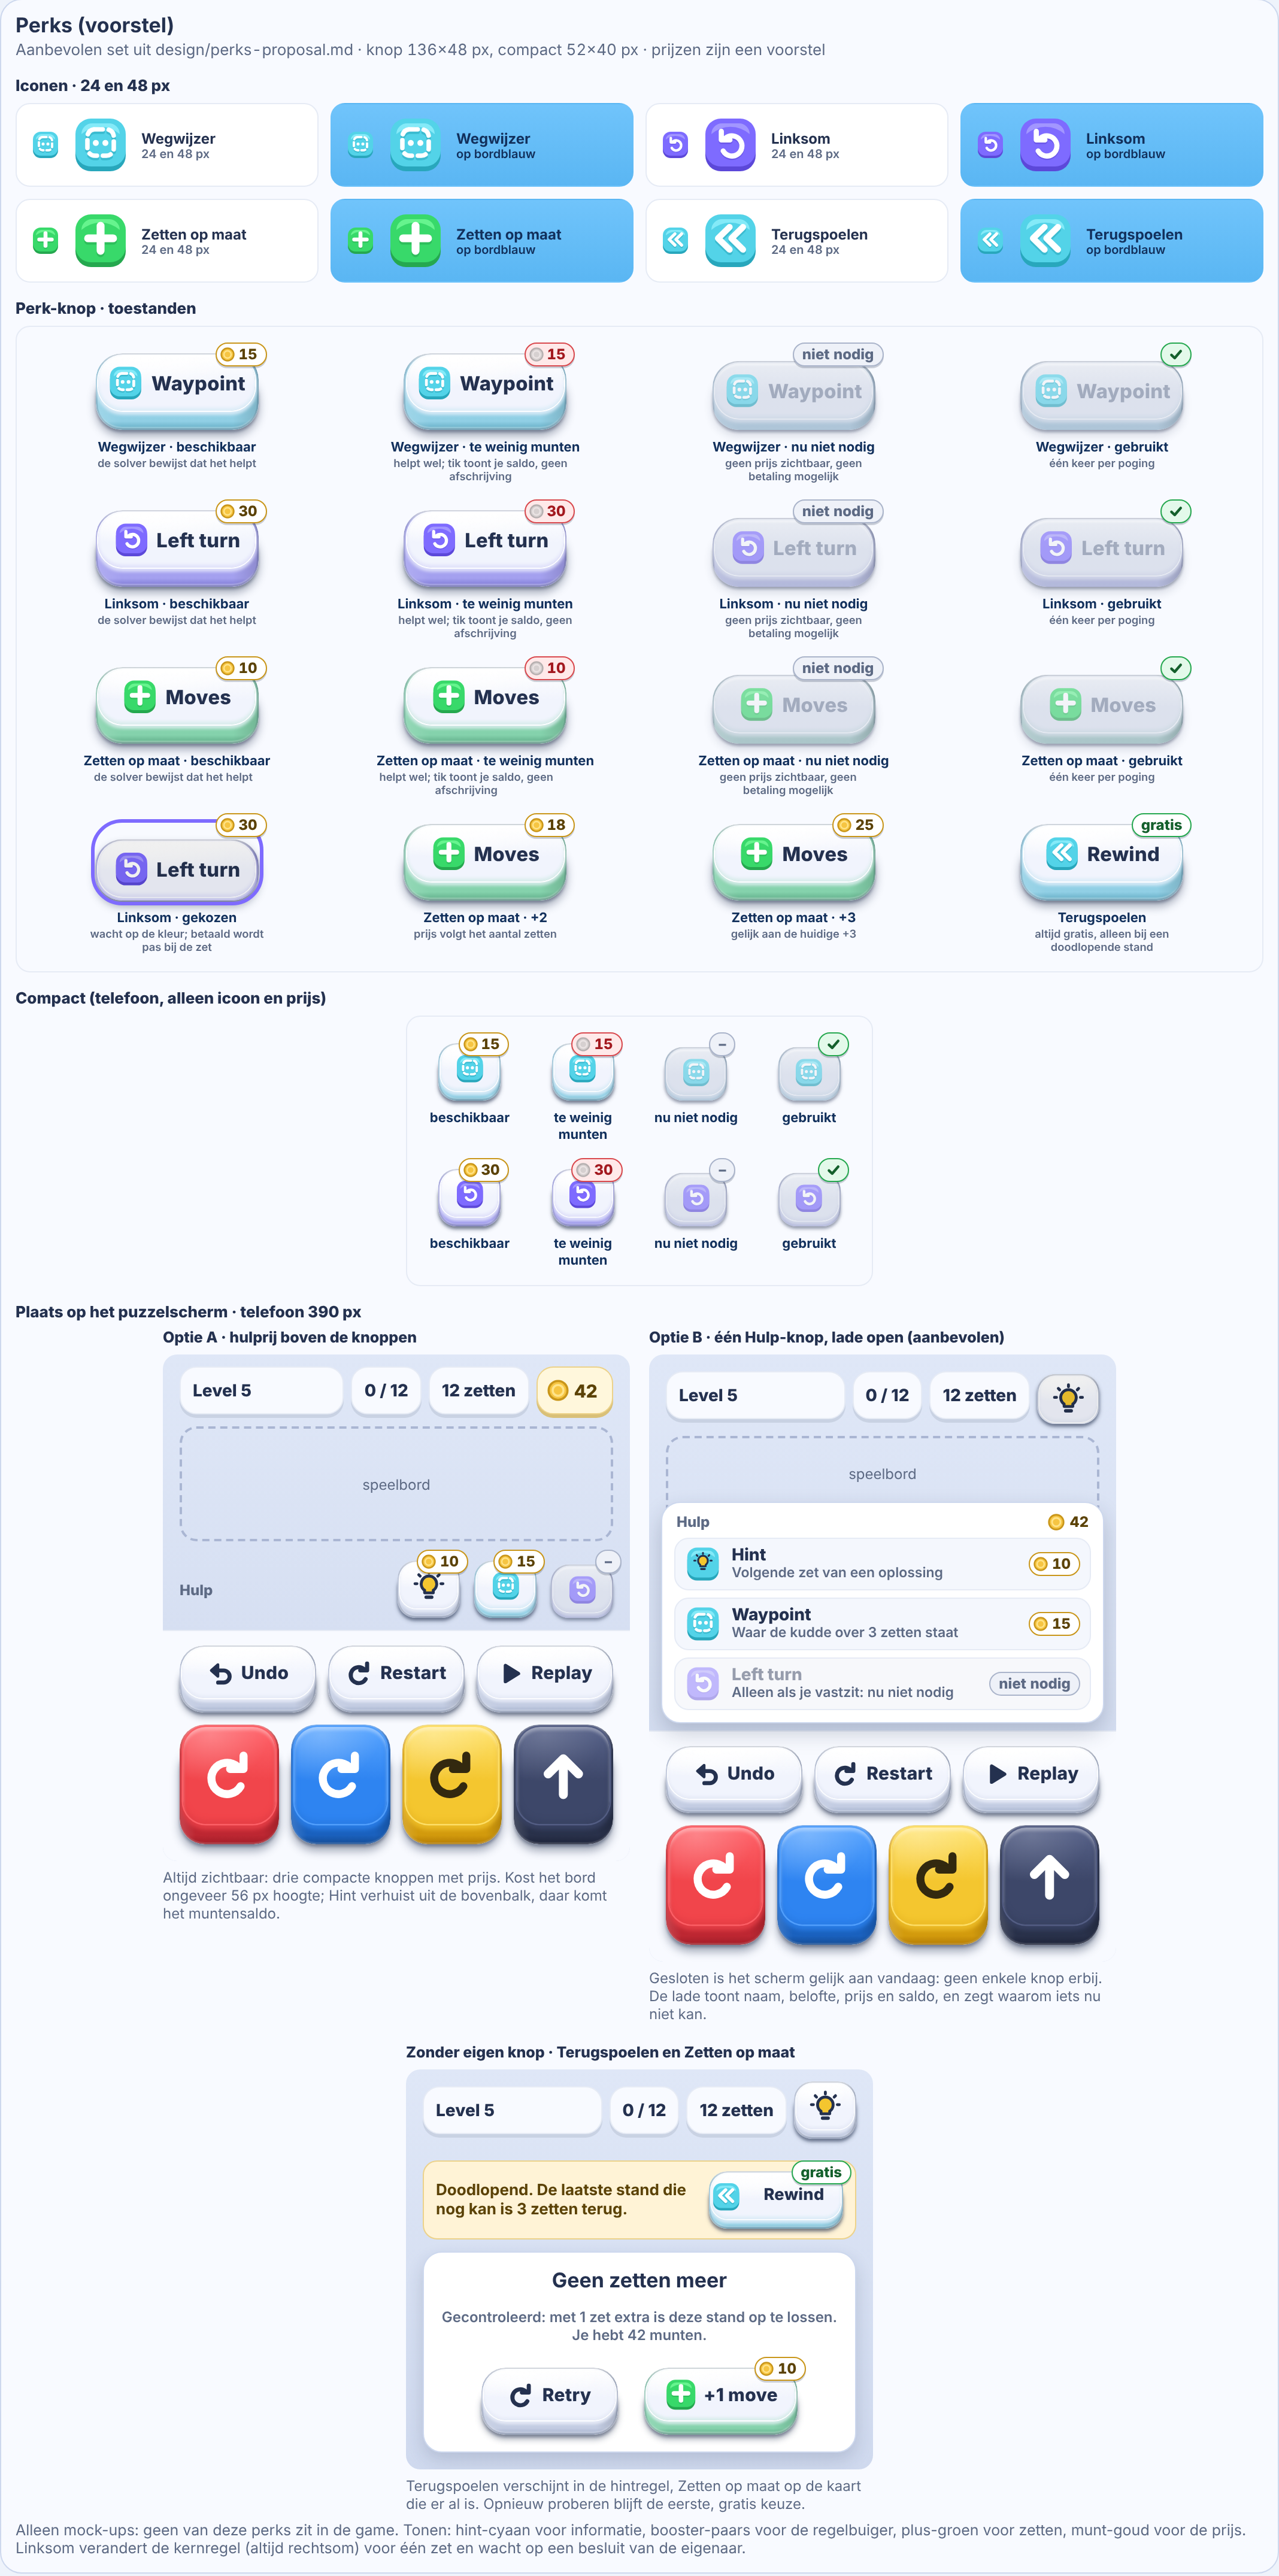 Perks (voorstel)
Aanbevolen set uit design/perks-proposal.md · knop 136×48 px, compact 52×40 px · prijzen zijn een voorstel
Iconen · 24 en 48 px
Wegwijzer
24 en 48 px
Wegwijzer
op bordblauw
Linksom
24 en 48 px
Linksom
op bordblauw
Zetten op maat
24 en 48 px
Zetten op maat
op bordblauw
Terugspoelen
24 en 48 px
Terugspoelen
op bordblauw
Perk-knop · toestanden
15
Waypoint
Wegwijzer · beschikbaar
de solver bewijst dat het helpt
15
Waypoint
Wegwijzer · te weinig munten
helpt wel; tik toont je saldo, geen
afschrijving
niet nodig
Waypoint
Wegwijzer · nu niet nodig
geen prijs zichtbaar, geen
betaling mogelijk
Waypoint
Wegwijzer · gebruikt
één keer per poging
30
Left turn
Linksom · beschikbaar
de solver bewijst dat het helpt
30
Left turn
Linksom · te weinig munten
helpt wel; tik toont je saldo, geen
afschrijving
niet nodig
Left turn
Linksom · nu niet nodig
geen prijs zichtbaar, geen
betaling mogelijk
Left turn
Linksom · gebruikt
één keer per poging
10
Moves
Zetten op maat · beschikbaar
de solver bewijst dat het helpt
10
Moves
Zetten op maat · te weinig munten
helpt wel; tik toont je saldo, geen
afschrijving
niet nodig
Moves
Zetten op maat · nu niet nodig
geen prijs zichtbaar, geen
betaling mogelijk
Moves
Zetten op maat · gebruikt
één keer per poging
30
Left turn
Linksom · gekozen
wacht op de kleur; betaald wordt
pas bij de zet
18
Moves
Zetten op maat · +2
prijs volgt het aantal zetten
25
Moves
Zetten op maat · +3
gelijk aan de huidige +3
gratis
Rewind
Terugspoelen
altijd gratis, alleen bij een
doodlopende stand
Compact (telefoon, alleen icoon en prijs)
15
beschikbaar
15
te weinig
munten
–
nu niet nodig
gebruikt
30
beschikbaar
30
te weinig
munten
–
nu niet nodig
gebruikt
Plaats op het puzzelscherm · telefoon 390 px
Optie A · hulprij boven de knoppen
Level 5
0 / 12
12 zetten
42
speelbord
Hulp
10
15
–
Undo
Restart
Replay
Altijd zichtbaar: drie compacte knoppen met prijs. Kost het bord
ongeveer 56 px hoogte; Hint verhuist uit de bovenbalk, daar komt
het muntensaldo.
Optie B · één Hulp-knop, lade open (aanbevolen)
Level 5
0 / 12
12 zetten
speelbord
Hulp
42
Hint
Volgende zet van een oplossing
10
Waypoint
Waar de kudde over 3 zetten staat
15
Left turn
Alleen als je vastzit: nu niet nodig
niet nodig
Undo
Restart
Replay
Gesloten is het scherm gelijk aan vandaag: geen enkele knop erbij.
De lade toont naam, belofte, prijs en saldo, en zegt waarom iets nu
niet kan.
Zonder eigen knop · Terugspoelen en Zetten op maat
Level 5
0 / 12
12 zetten
Doodlopend. De laatste stand die
nog kan is 3 zetten terug.
gratis
Rewind
Geen zetten meer
Gecontroleerd: met 1 zet extra is deze stand op te lossen.
Je hebt 42 munten.
Retry
10
+1 move
Terugspoelen verschijnt in de hintregel, Zetten op maat op de kaart
die er al is. Opnieuw proberen blijft de eerste, gratis keuze.
Alleen mock-ups: geen van deze perks zit in de game. Tonen: hint-cyaan voor informatie, booster-paars voor de regelbuiger, plus-groen voor zetten, munt-goud voor de prijs.
Linksom verandert de kernregel (altijd rechtsom) voor één zet en wacht op een besluit van de eigenaar.